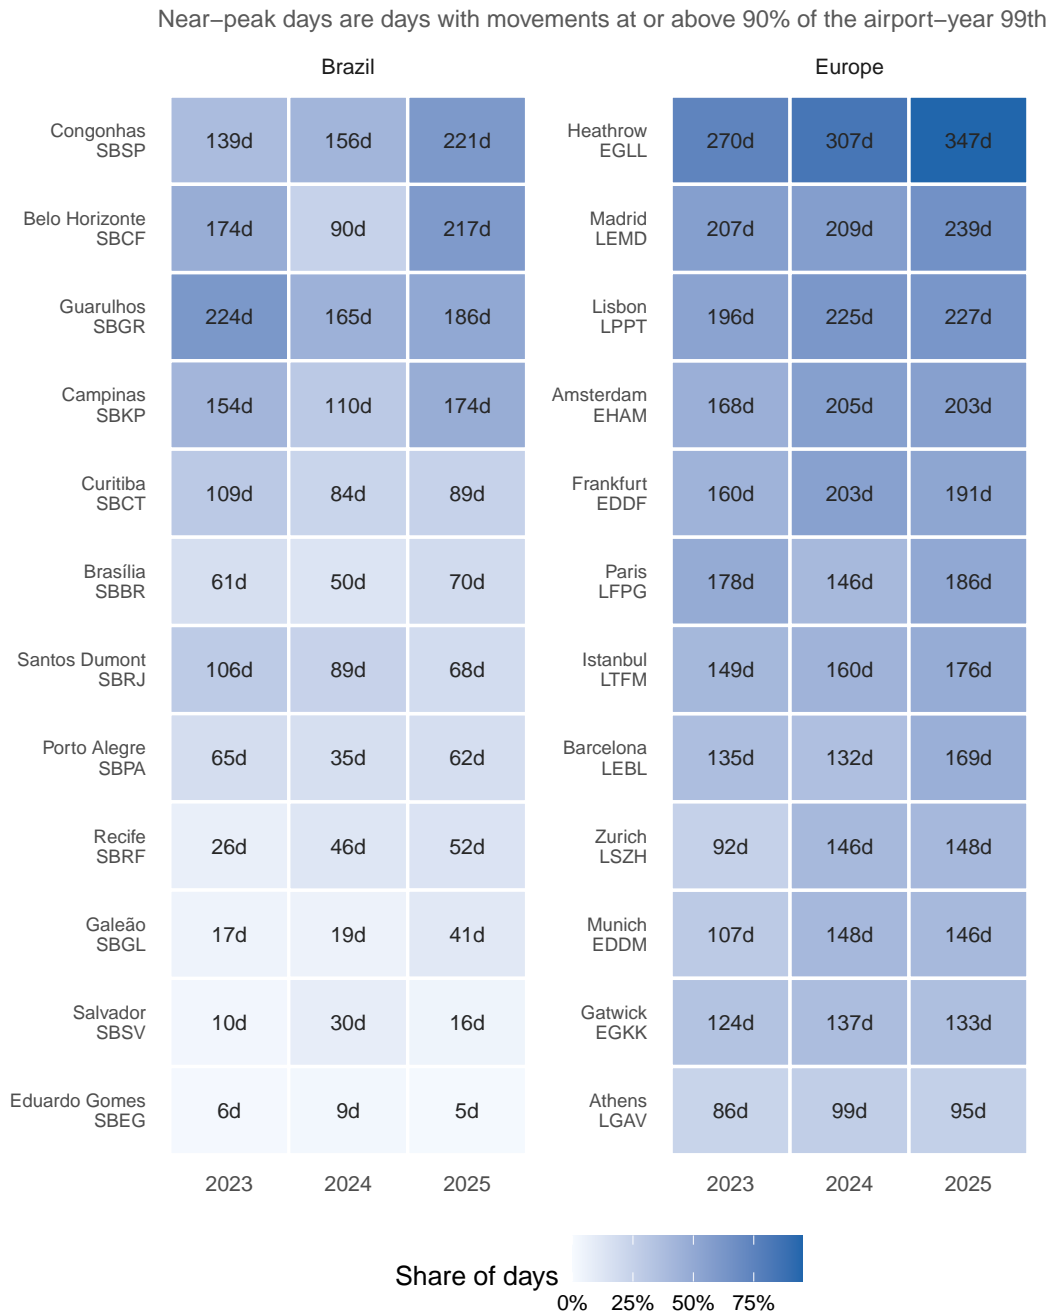 Near−peak days are days with movements at or above 90% of the airport−year 99th
Brazil
Europe
Congonhas
SBSP
139d 156d 221d
Belo Horizonte
SBCF
174d 90d 217d
Guarulhos
SBGR
224d 165d 186d
Campinas
SBKP
154d 110d 174d
Curitiba
SBCT
109d 84d 89d
Brasília
SBBR
61d 50d 70d
Santos Dumont
SBRJ
106d 89d 68d
Porto Alegre
SBPA
65d 35d 62d
Recife
SBRF
26d 46d 52d
Galeão
SBGL
17d 19d 41d
Salvador
SBSV
10d 30d 16d
Eduardo Gomes
SBEG
6d 9d 5d
2023 2024 2025
Heathrow
EGLL
270d 307d 347d
Madrid
LEMD
207d 209d 239d
Lisbon
LPPT
196d 225d 227d
Amsterdam
EHAM
168d 205d 203d
Frankfurt
EDDF
160d 203d 191d
Paris
LFPG
178d 146d 186d
Istanbul
LTFM
149d 160d 176d
Barcelona
LEBL
135d 132d 169d
Zurich
LSZH
92d 146d 148d
Munich
EDDM
107d 148d 146d
Gatwick
EGKK
124d 137d 133d
Athens
LGAV
86d 99d 95d
2023 2024 2025
Share of days
0% 25% 50% 75%